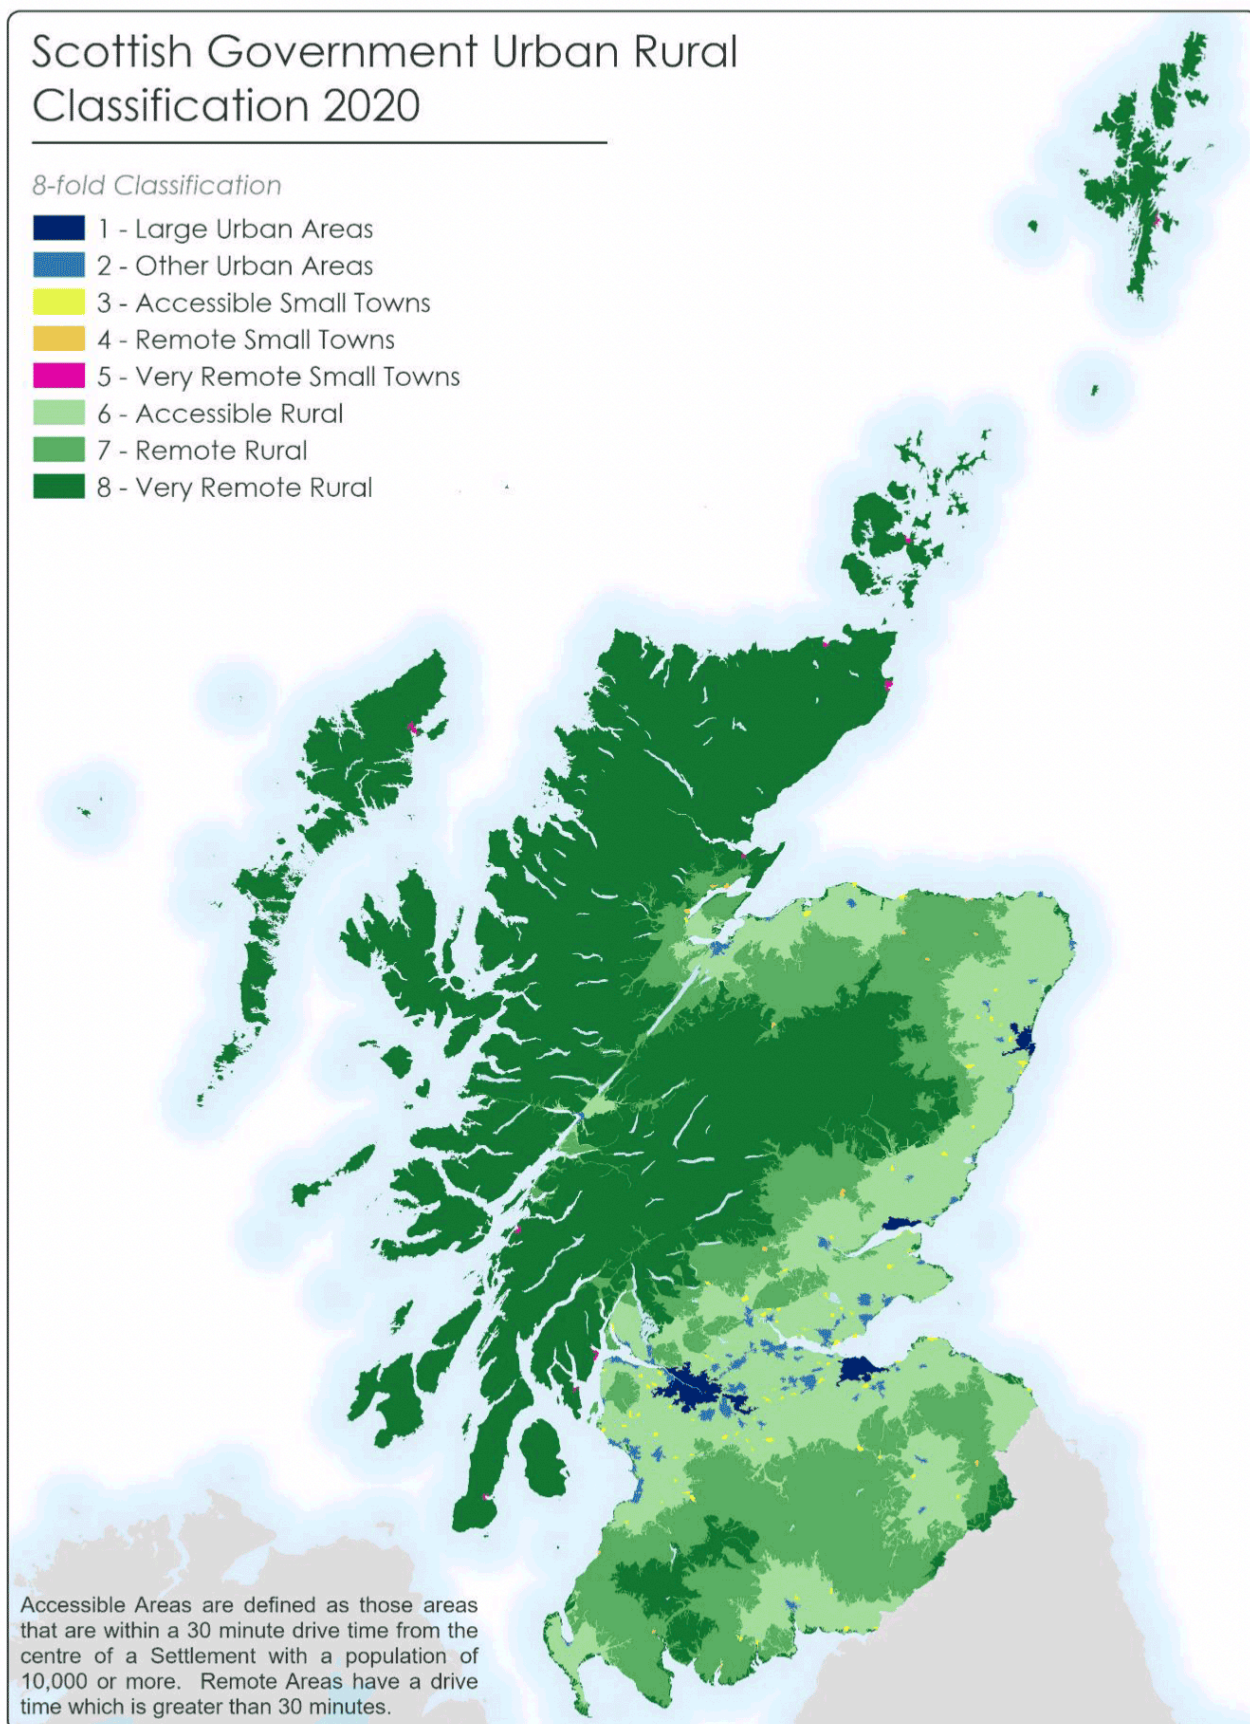 Scottish Government Urban Rural
Classification 2020
8-fold Classification
1 - Large Urban Areas
2 - Other Urban Areas
3 - Accessible Small Towns
4 - Remote Small Towns
5 - Very Remote Small Towns
6 - Accessible Rural
7 - Remote Rural
8 - Very Remote Rural
Accessible Areas are defined as those areas
that are within a 30 minute drive time from the
centre of a Settlement with a population of
10,000 or more. Remote Areas have a drive
time which is greater than 30 minutes.